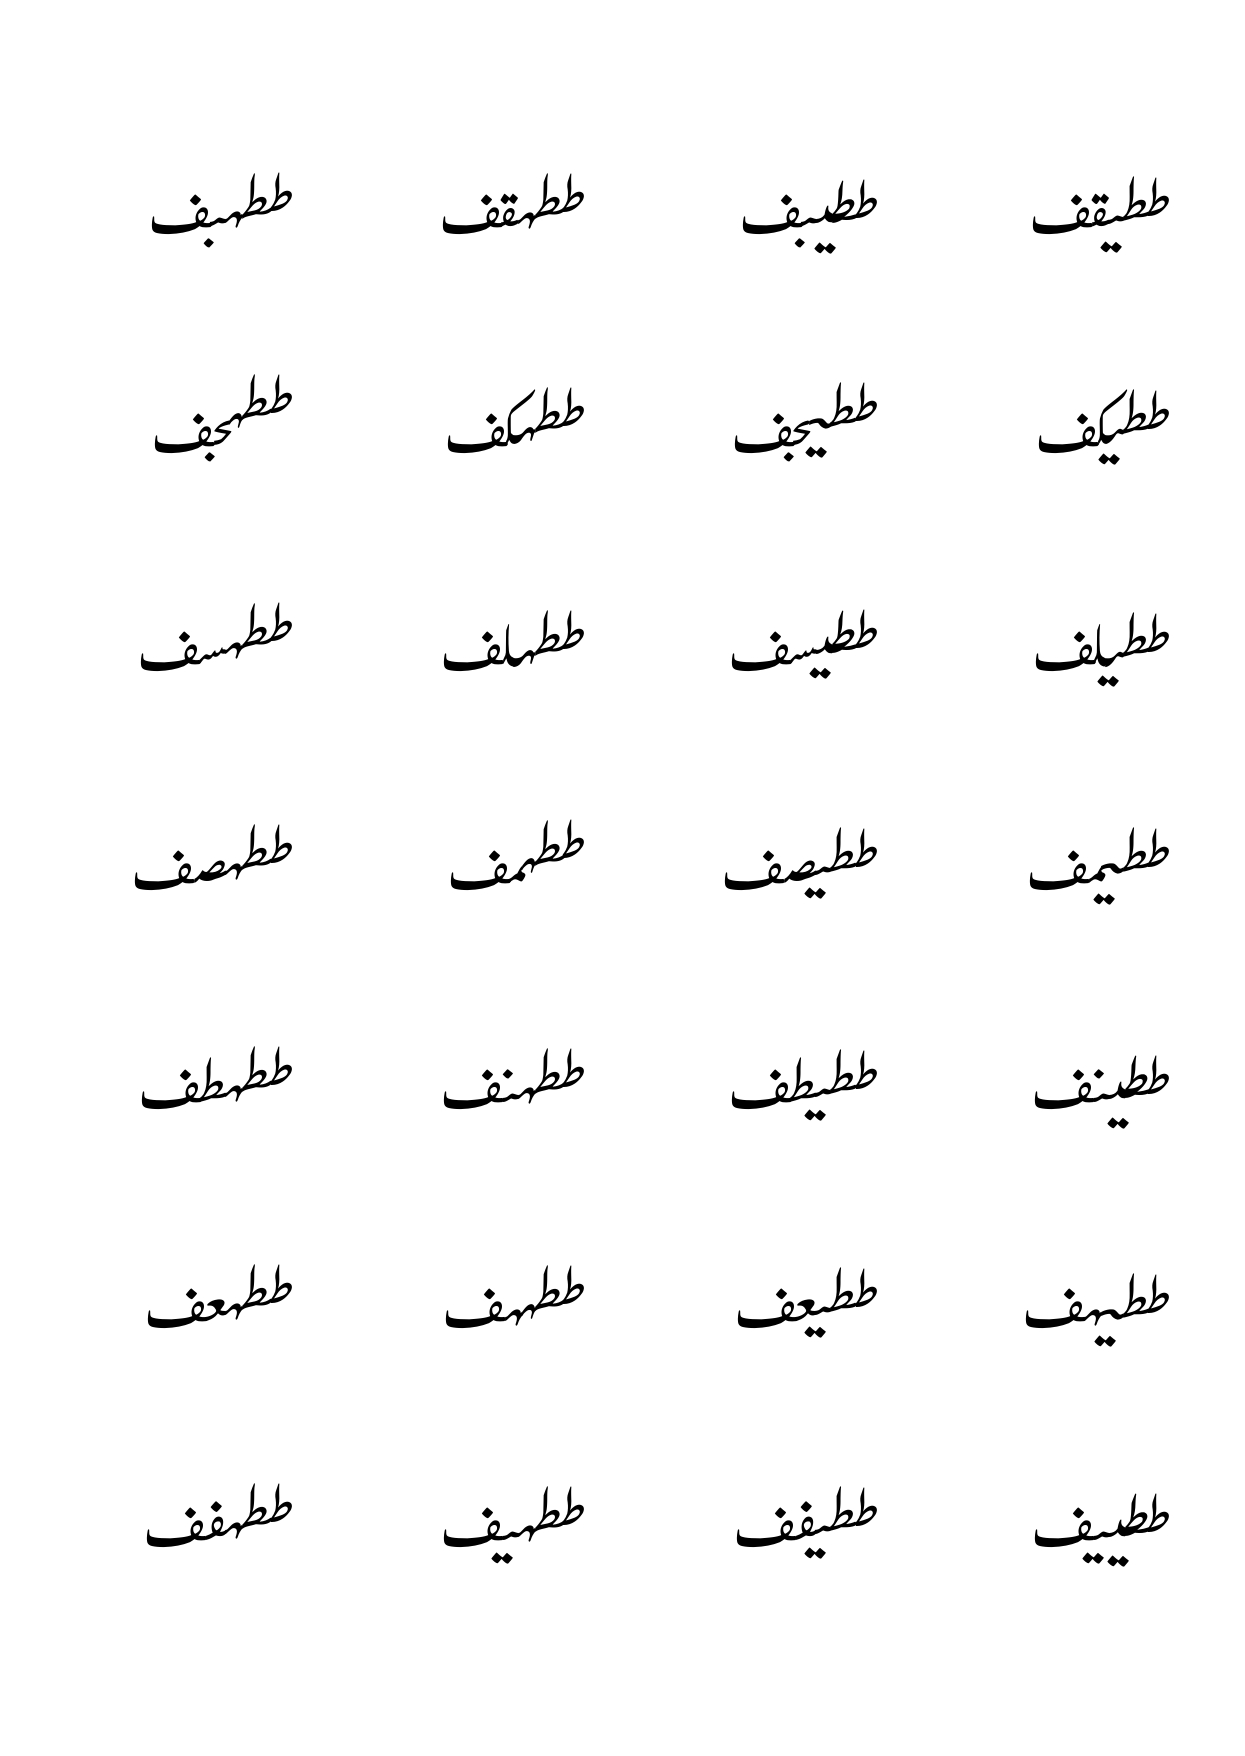 ططيقف ططيبف ططهقف ططهبف
ططيكف ططيجف ططهكف ططهجف
ططيلف ططيسف ططهلف ططهسف
ططيمف ططيصف ططهمف ططهصف
ططينف ططيطف ططهنف ططهطف
ططيهف ططيعف ططههف ططهعف
ططييف ططيفف ططهيف ططهفف